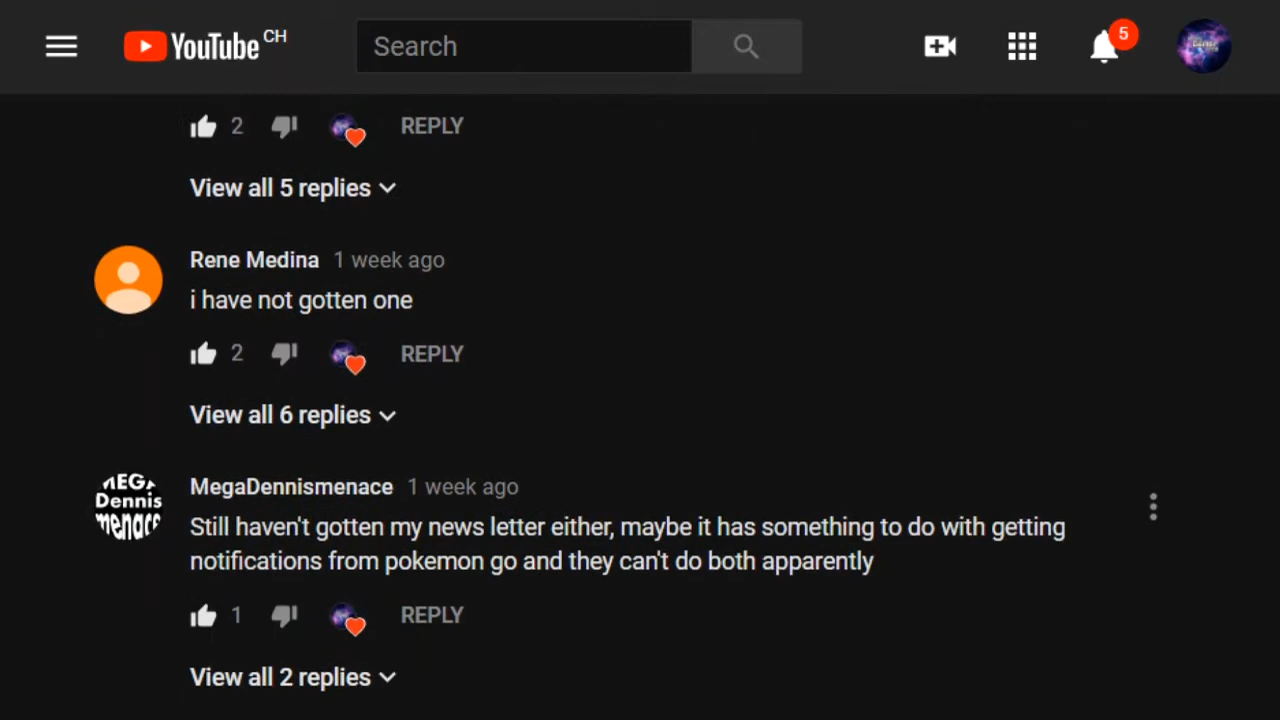 YouTube CH
Search
5
2 REPLY
View all 5 replies
Rene Medina 1 week ago
i have not gotten one
2 REPLY
View all 6 replies
MEGA
Dennis
menace
MegaDennismenace 1 week ago
Still haven't gotten my news letter either, maybe it has something to do with getting
notifications from pokemon go and they can't do both apparently
1 REPLY
View all 2 replies